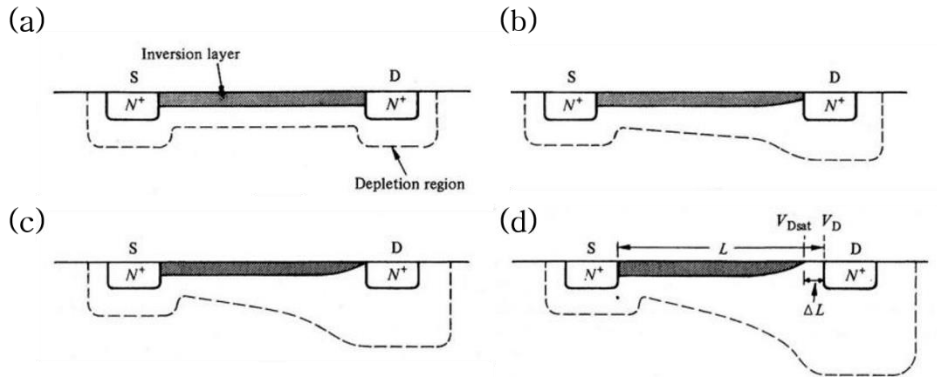 (a)
Inversion layer
S
D
N⁺
N⁺
Depletion region
(b)
D
N⁺
N⁺
(c)
S
D
N⁺
N⁺
(d)
V_Dsat V_D
S
L
D
N⁺
N⁺
ΔL